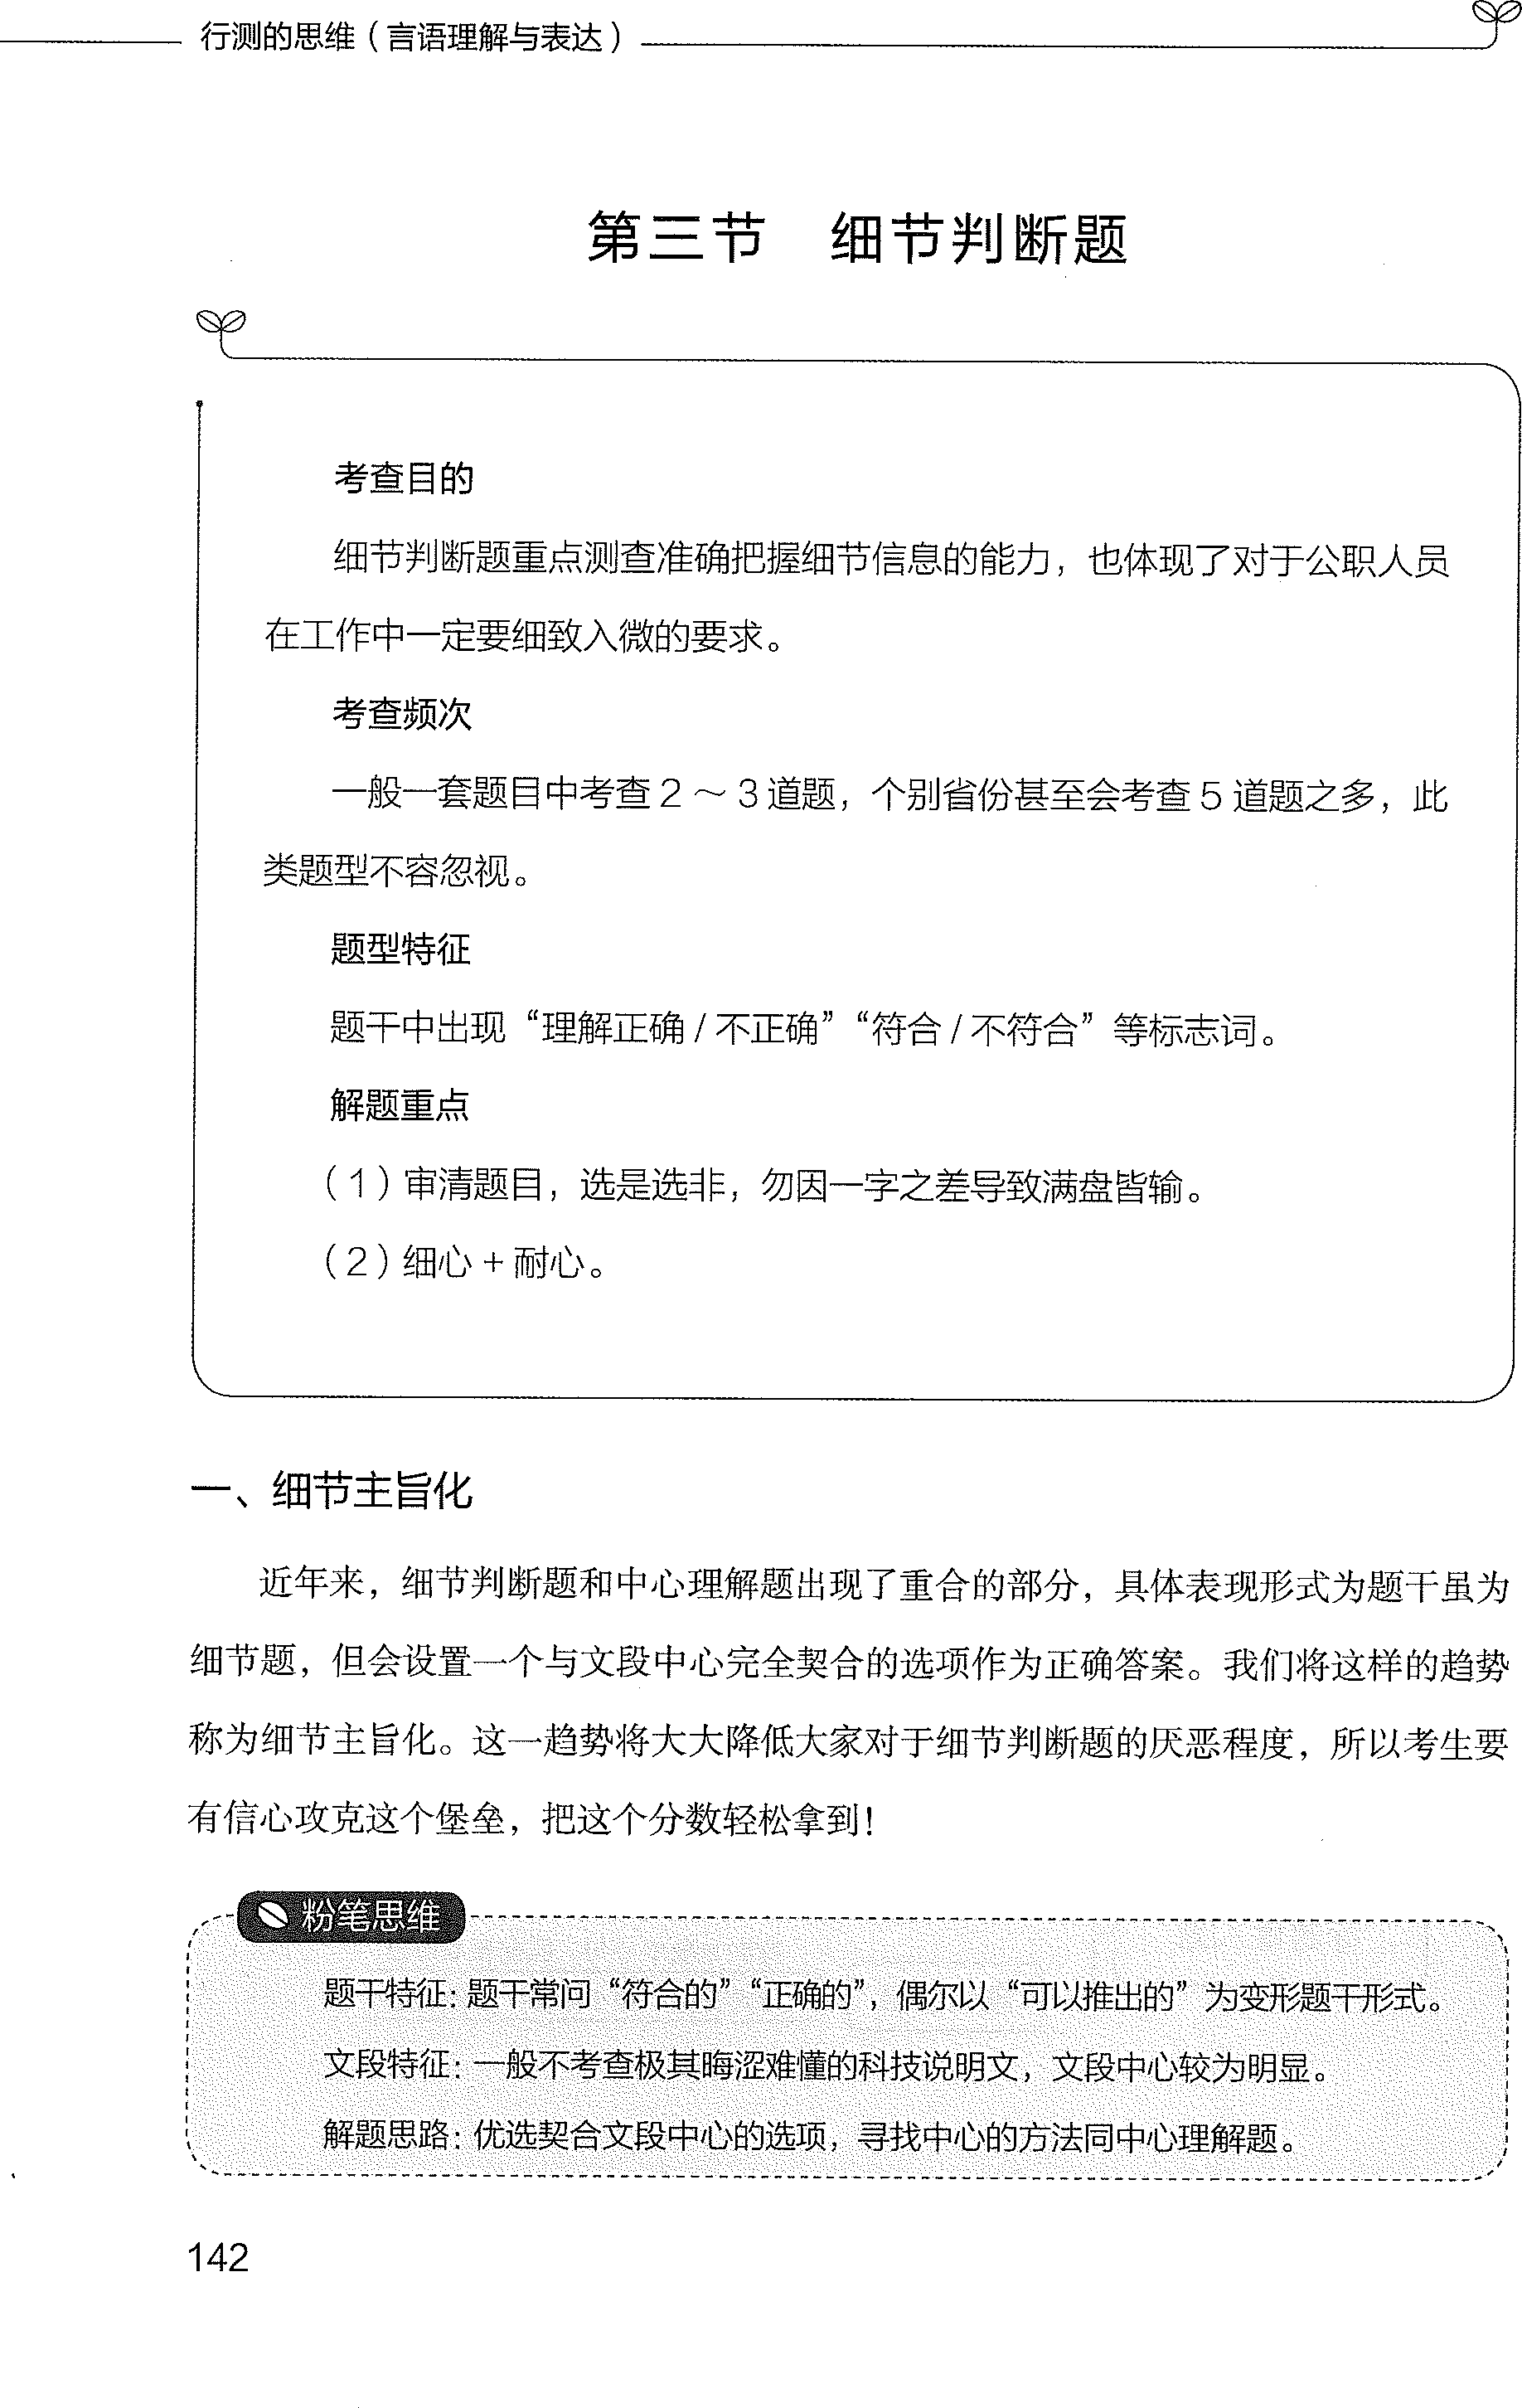 行测的思维（言语理解与表达）
第三节 细节判断题
考查目的
细节判断题重点测查准确把握细节信息的能力，也体现了对于公职人员
在工作中一定要细致入微的要求。
考查频次
一般一套题目中考查 2 ～ 3 道题，个别省份甚至会考查 5 道题之多，此
类题型不容忽视。
题型特征
题干中出现“理解正确 / 不正确”“符合 / 不符合”等标志词。
解题重点
（1）审清题目，选是选非，勿因一字之差导致满盘皆输。
（2）细心 + 耐心。
一、细节主旨化
近年来，细节判断题和中心理解题出现了重合的部分，具体表现形式为题干虽为
细节题，但会设置一个与文段中心完全契合的选项作为正确答案。我们将这样的趋势
称为细节主旨化。这一趋势将大大降低大家对于细节判断题的厌恶程度，所以考生要
有信心攻克这个堡垒，把这个分数轻松拿到！
粉笔思维
题干特征：题干常问“符合的”“正确的”，偶尔以“可以推出的”为变形题干形式。
文段特征：一般不考查极其晦涩难懂的科技说明文，文段中心较为明显。
解题思路：优选契合文段中心的选项，寻找中心的方法同中心理解题。
142